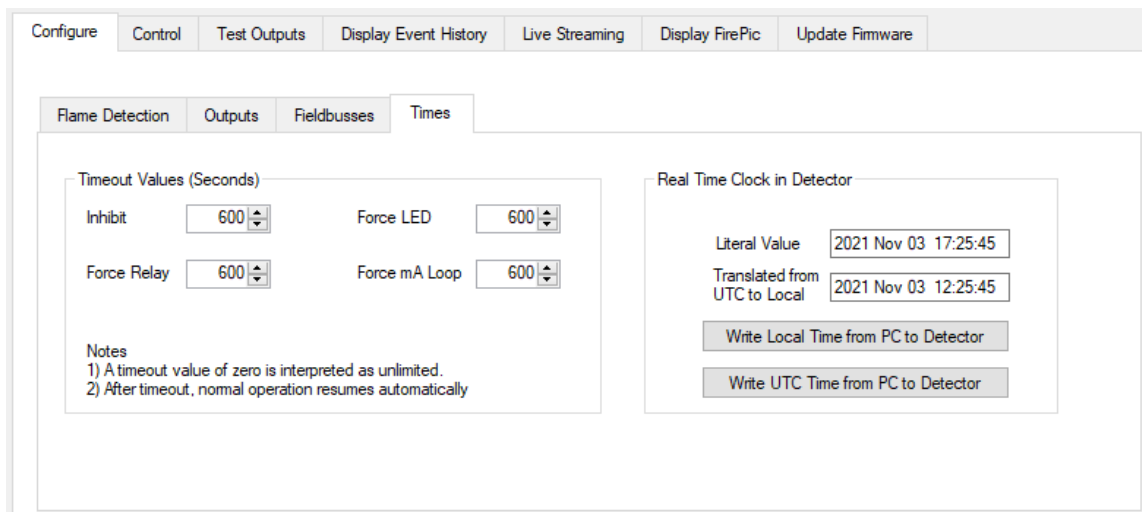 Configure Control Test Outputs Display Event History Live Streaming Display FirePic Update Firmware
Flame Detection Outputs Fieldbusses Times
Timeout Values (Seconds)
Inhibit 600 Force LED 600
Force Relay 600 Force mA Loop 600
Notes
1) A timeout value of zero is interpreted as unlimited.
2) After timeout, normal operation resumes automatically
Real Time Clock in Detector
Literal Value 2021 Nov 03 17:25:45
Translated from
UTC to Local 2021 Nov 03 12:25:45
Write Local Time from PC to Detector
Write UTC Time from PC to Detector